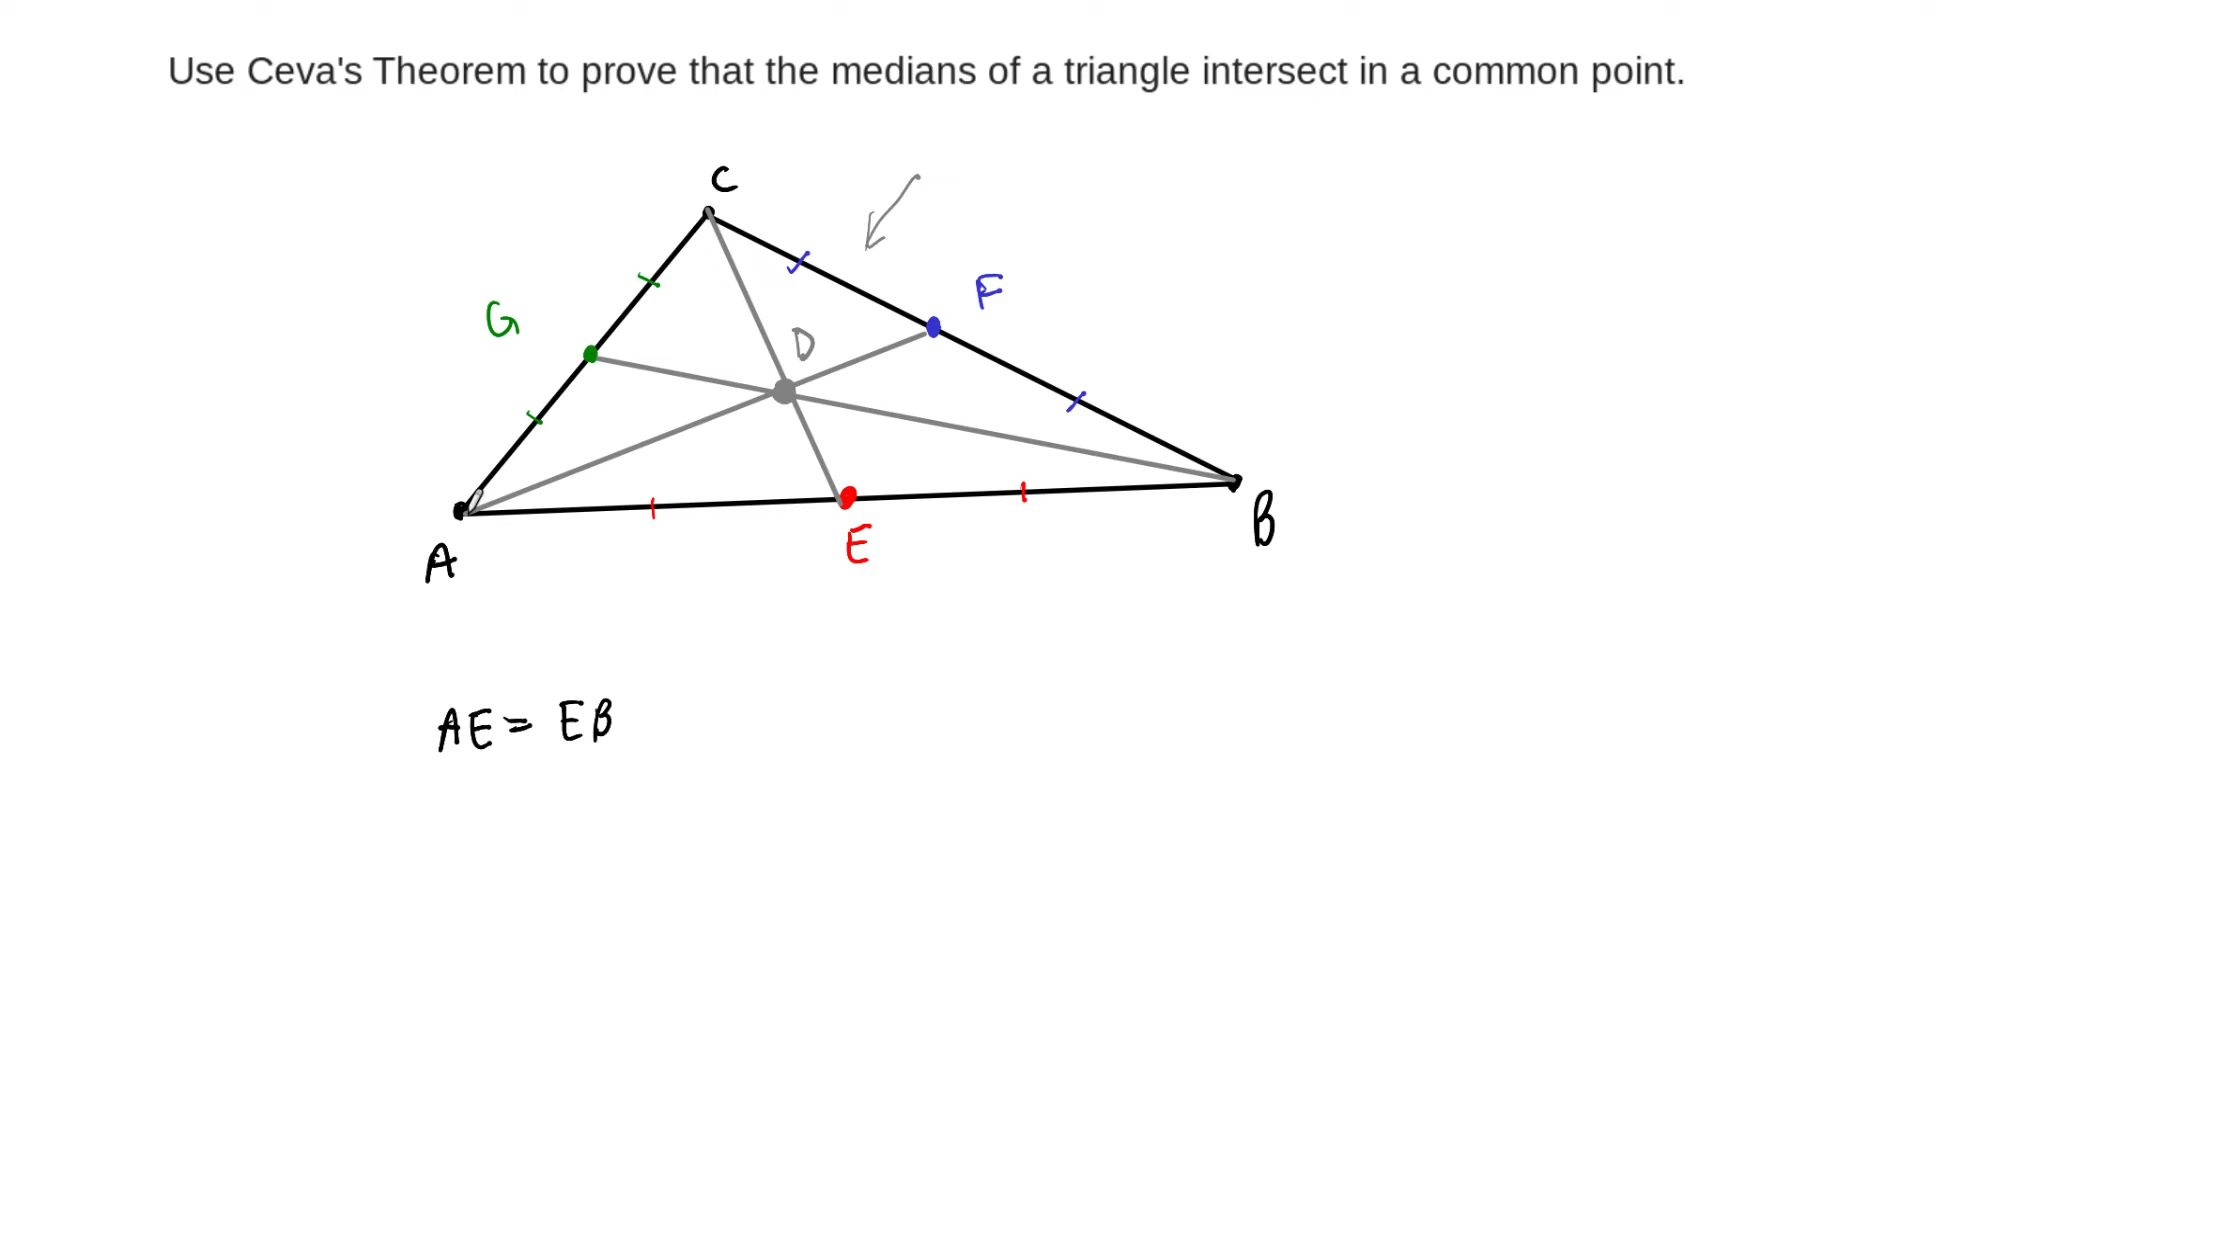 Use Ceva's Theorem to prove that the medians of a triangle intersect in a common point.
C
F
G
D
B
E
A
AE = EB